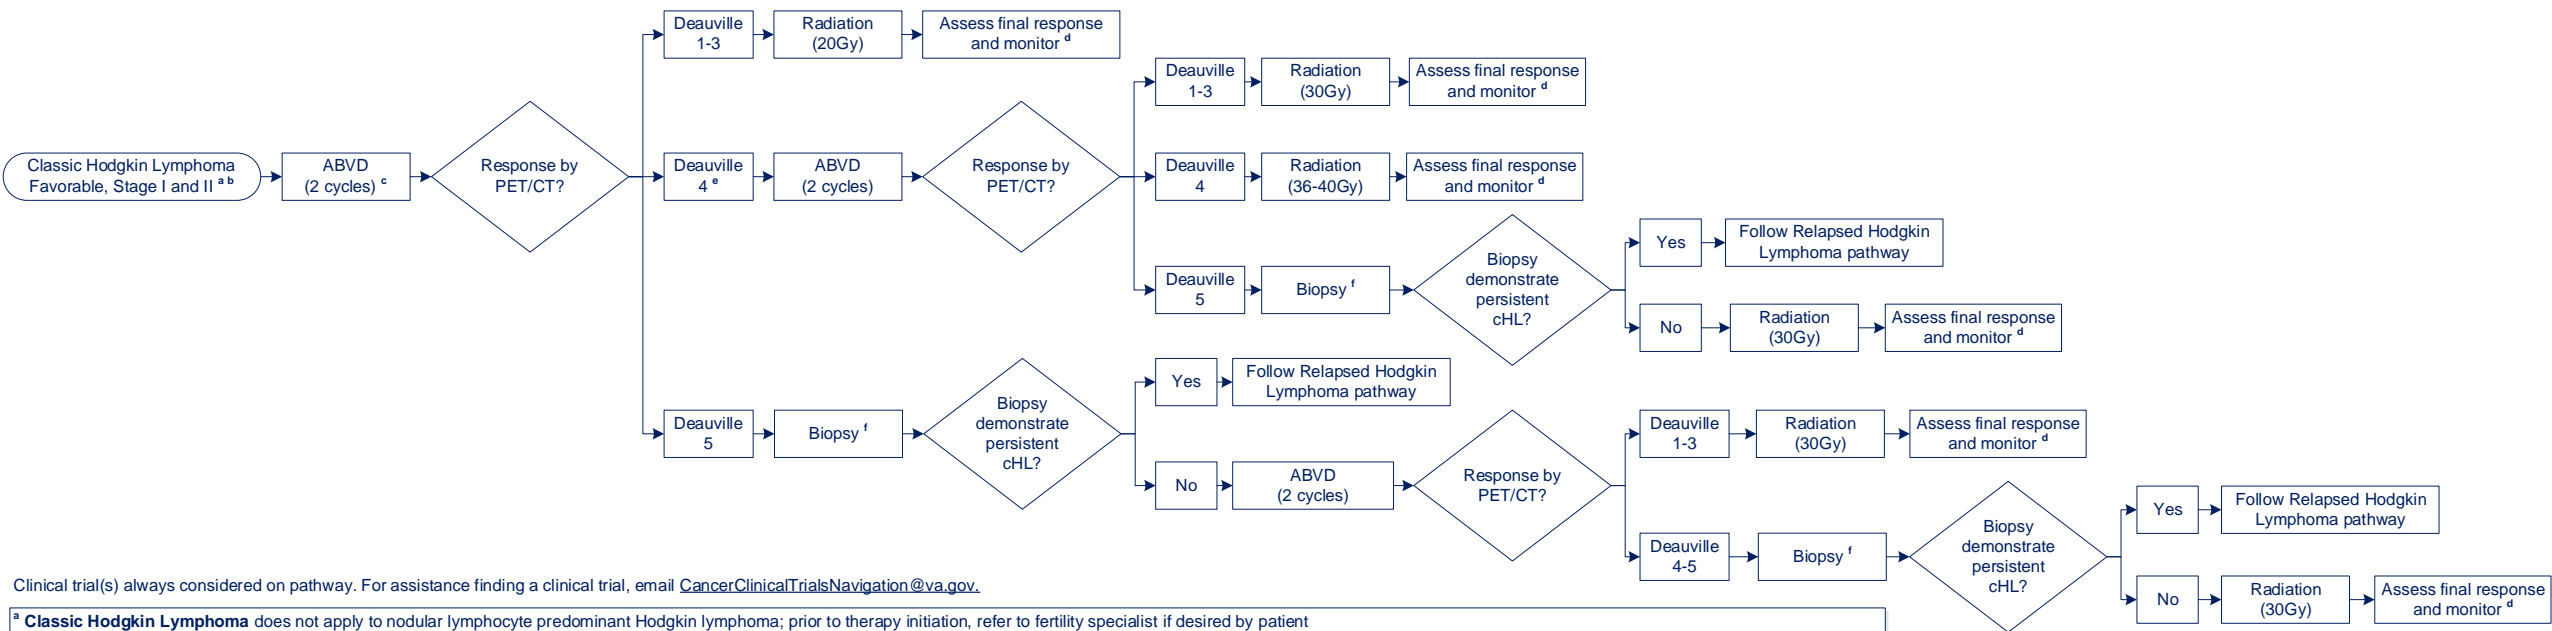 Classic Hodgkin Lymphoma
Favorable, Stage I and II a b
ABVD
(2 cycles) c
Response by
PET/CT?
Deauville
1-3
Radiation
(20Gy)
Assess final response
and monitor d
Deauville
4 e
ABVD
(2 cycles)
Response by
PET/CT?
Deauville
1-3
Radiation
(30Gy)
Assess final response
and monitor d
Deauville
4
Radiation
(36-40Gy)
Assess final response
and monitor d
Deauville
5
Biopsy f
Biopsy
demonstrate
persistent
cHL?
Yes
Follow Relapsed Hodgkin
Lymphoma pathway
No
Radiation
(30Gy)
Assess final response
and monitor d
Deauville
5
Biopsy f
Biopsy
demonstrate
persistent
cHL?
Yes
Follow Relapsed Hodgkin
Lymphoma pathway
No
ABVD
(2 cycles)
Response by
PET/CT?
Deauville
1-3
Radiation
(30Gy)
Assess final response
and monitor d
Deauville
4-5
Biopsy f
Biopsy
demonstrate
persistent
cHL?
Yes
Follow Relapsed Hodgkin
Lymphoma pathway
No
Radiation
(30Gy)
Assess final response
and monitor d
Clinical trial(s) always considered on pathway. For assistance finding a clinical trial, email CancerClinicalTrialsNavigation@va.gov.
a Classic Hodgkin Lymphoma does not apply to nodular lymphocyte predominant Hodgkin lymphoma; prior to therapy initiation, refer to fertility specialist if desired by patient